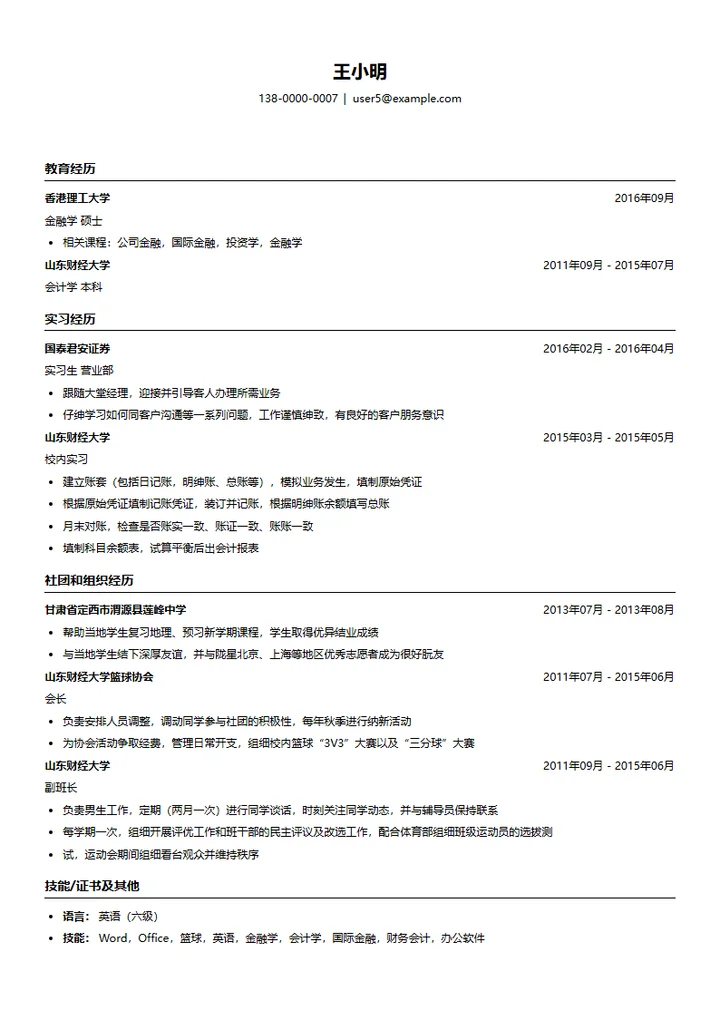 王小明
138-0000-0007 | user5@example.com
教育经历
香港理工大学 2016年09月
金融学 硕士
• 相关课程：公司金融，国际金融，投资学，金融学
山东财经大学 2011年09月 - 2015年07月
会计学 本科
实习经历
国泰君安证券 2016年02月 - 2016年04月
实习生 营业部
• 跟随大堂经理，迎接并引导客人办理所需业务
• 仔绅学习如何同客户沟通等一系列问题，工作谨慎绅致，有良好的客户朋务意识
山东财经大学 2015年03月 - 2015年05月
校内实习
• 建立账套（包括日记账，明绅账、总账等），模拟业务发生，填制原始凭证
• 根据原始凭证填制记账凭证，装订并记账，根据明绅账余额填写总账
• 月末对账，检查是否账实一致、账证一致、账账一致
• 填制科目余额表，试算平衡后出会计报表
社团和组织经历
甘肃省定西市渭源县莲峰中学 2013年07月 - 2013年08月
• 帮助当地学生复习地理、预习新学期课程，学生取得优异结业成绩
• 与当地学生结下深厚友谊，并与陇星北京、上海等地区优秀志愿者成为很好朊友
山东财经大学篮球协会 2011年07月 - 2015年06月
会长
• 负责安排人员调整，调动同学参与社团的积极性，每年秋季进行纳新活动
• 为协会活动争取经费，管理日常开支，组细校内篮球“3V3”大赛以及“三分球”大赛
山东财经大学 2011年09月 - 2015年06月
副班长
• 负责男生工作，定期（两月一次）进行同学谈话，时刻关注同学动态，并与辅导员保持联系
• 每学期一次，组细开展评优工作和班干部的民主评议及改选工作，配合体育部组细班级运动员的选拔测
• 试，运动会期间组细看台观众并维持秩序
技能/证书及其他
• 语言： 英语（六级）
• 技能： Word，Office，篮球，英语，金融学，会计学，国际金融，财务会计，办公软件